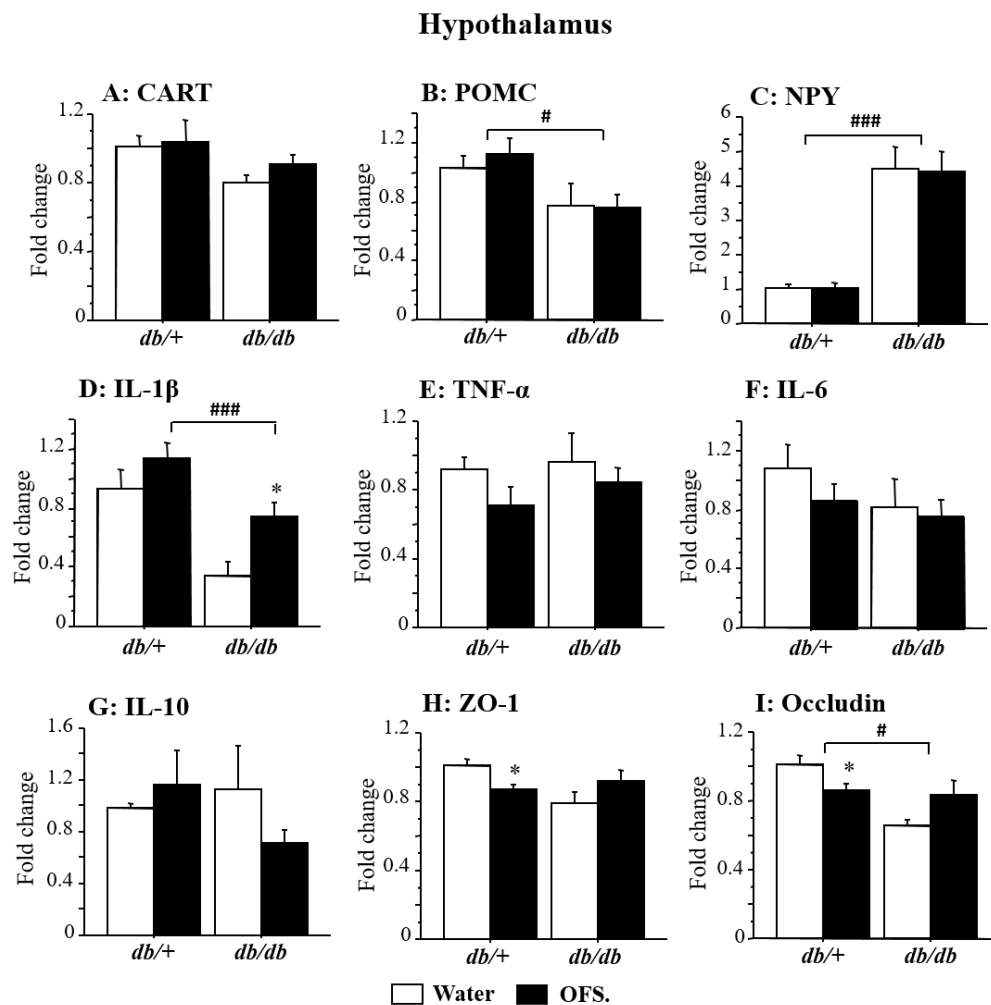 Hypothalamus
A: CART
1.2
0.8
0.4
0
Fold change
db/+ db/db
B: POMC
#
1.2
0.8
0.4
0
Fold change
db/+ db/db
C: NPY
###
6
5
4
3
2
1
0
Fold change
db/+ db/db
D: IL-1β
###
*
1.2
0.8
0.4
0
Fold change
db/+ db/db
E: TNF-α
1.2
0.8
0.4
0
Fold change
db/+ db/db
F: IL-6
1.2
0.8
0.4
0
Fold change
db/+ db/db
G: IL-10
1.6
1.2
0.8
0.4
0
Fold change
db/+ db/db
H: ZO-1
*
1.2
0.8
0.4
0
Fold change
db/+ db/db
I: Occludin
#
*
1.2
0.8
0.4
0
Fold change
db/+ db/db
Water OFS.